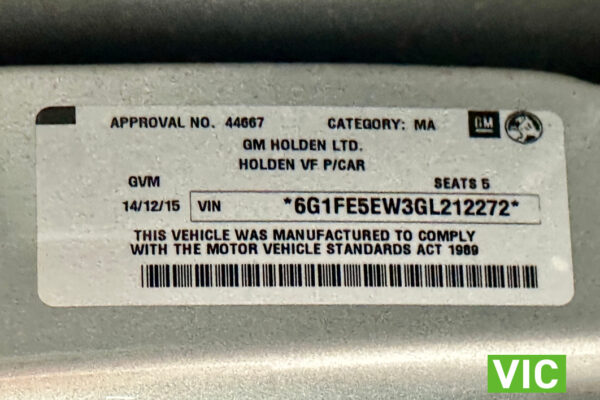 APPROVAL NO. 44667 CATEGORY: MA GM
GM HOLDEN LTD.
HOLDEN VF P/CAR
GVM SEATS 5
14/12/15 VIN *6G1FE5EW3GL212272*
THIS VEHICLE WAS MANUFACTURED TO COMPLY
WITH THE MOTOR VEHICLE STANDARDS ACT 1989
VIC